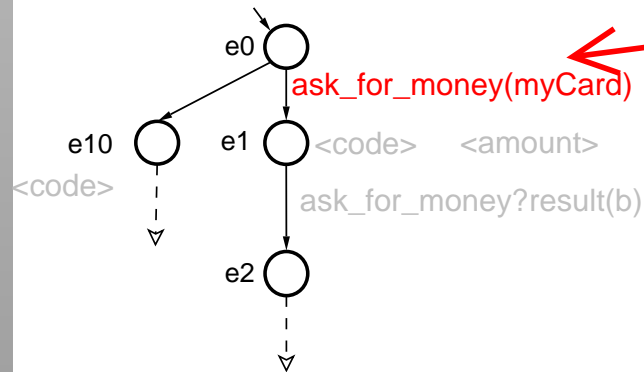 e0
ask_for_money(myCard)
e10 e1 <code> <amount>
<code>
ask_for_money?result(b)
e2